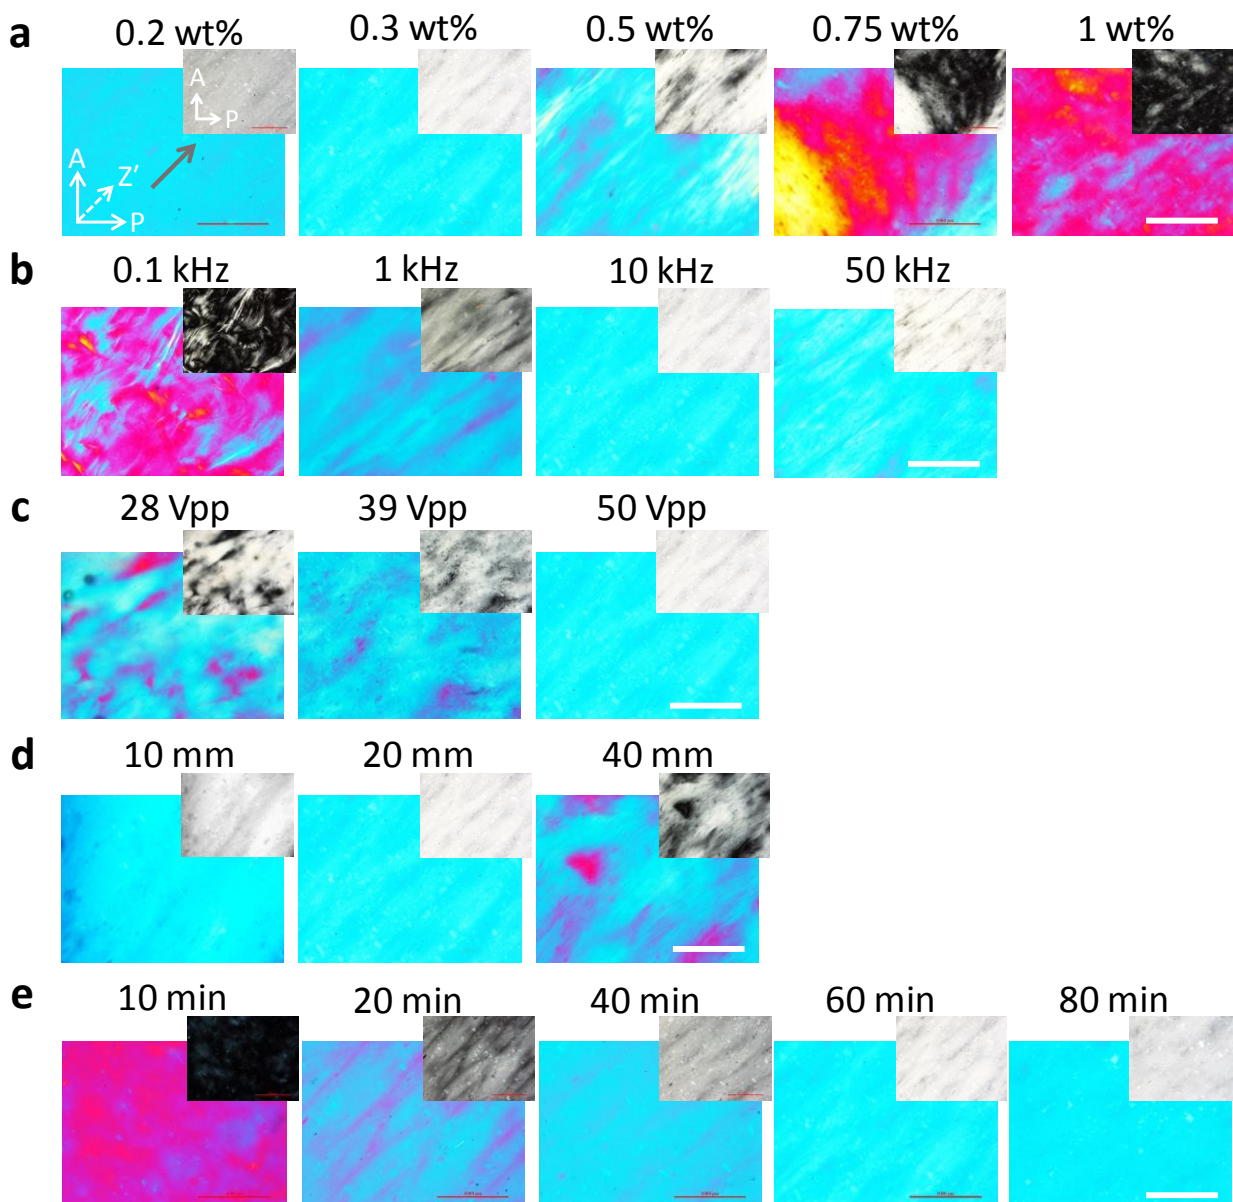 a
0.2 wt%
0.3 wt%
0.5 wt%
0.75 wt%
1 wt%
A
P
A
Z'
P
b
0.1 kHz
1 kHz
10 kHz
50 kHz
c
28 Vpp
39 Vpp
50 Vpp
d
10 mm
20 mm
40 mm
e
10 min
20 min
40 min
60 min
80 min